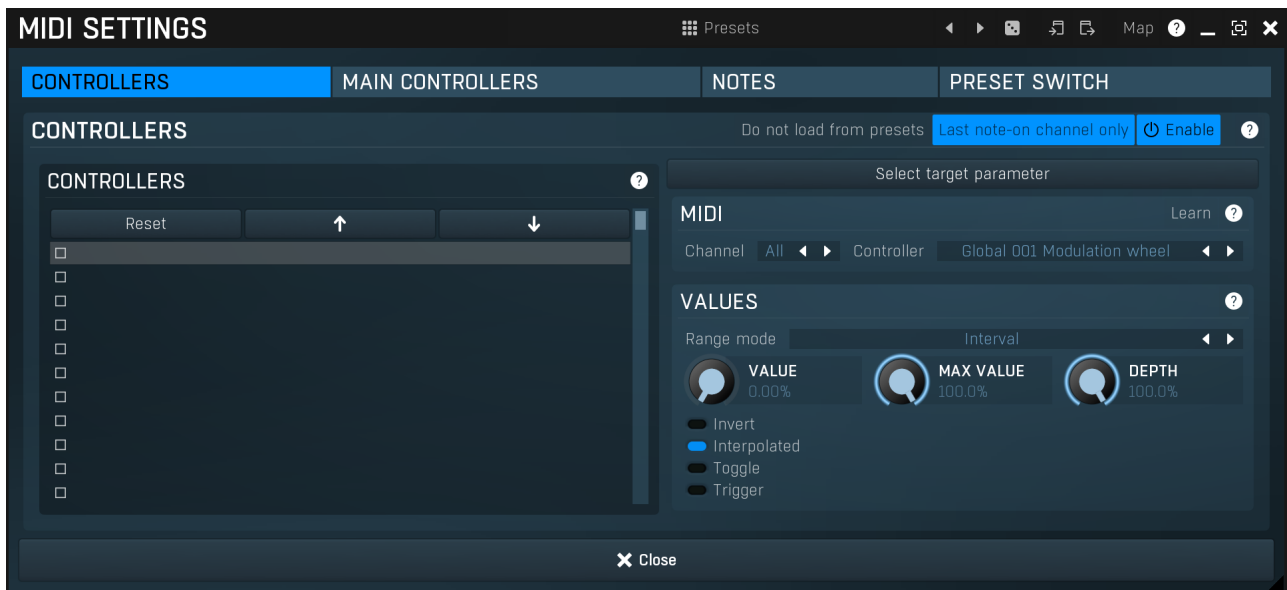 MIDI SETTINGS Presets Map ?
CONTROLLERS MAIN CONTROLLERS NOTES PRESET SWITCH
CONTROLLERS Do not load from presets Last note-on channel only Enable ?
CONTROLLERS ?
Reset
Select target parameter
MIDI Learn ?
Channel All Controller Global 001 Modulation wheel
VALUES ?
Range mode Interval
VALUE
0.00%
MAX VALUE
100.0%
DEPTH
100.0%
Invert
Interpolated
Toggle
Trigger
Close